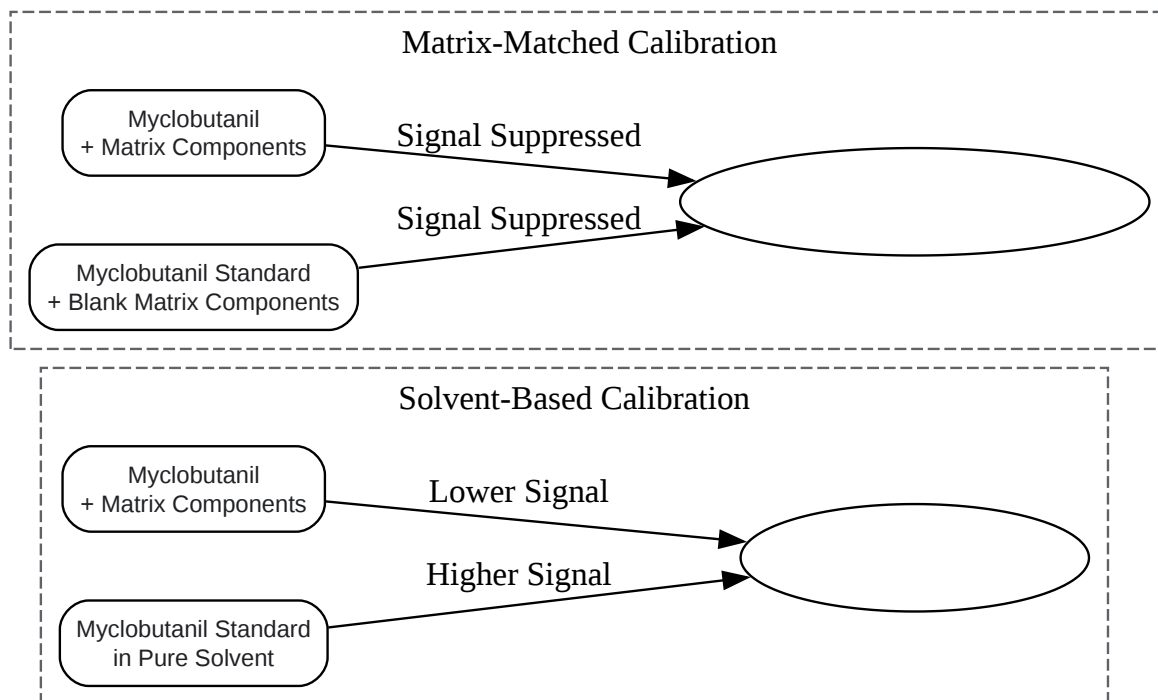 Matrix-Matched Calibration
Myclobutanil
+ Matrix Components
Signal Suppressed
Signal Suppressed
Myclobutanil Standard
+ Blank Matrix Components
Solvent-Based Calibration
Myclobutanil
+ Matrix Components
Lower Signal
Higher Signal
Myclobutanil Standard
in Pure Solvent